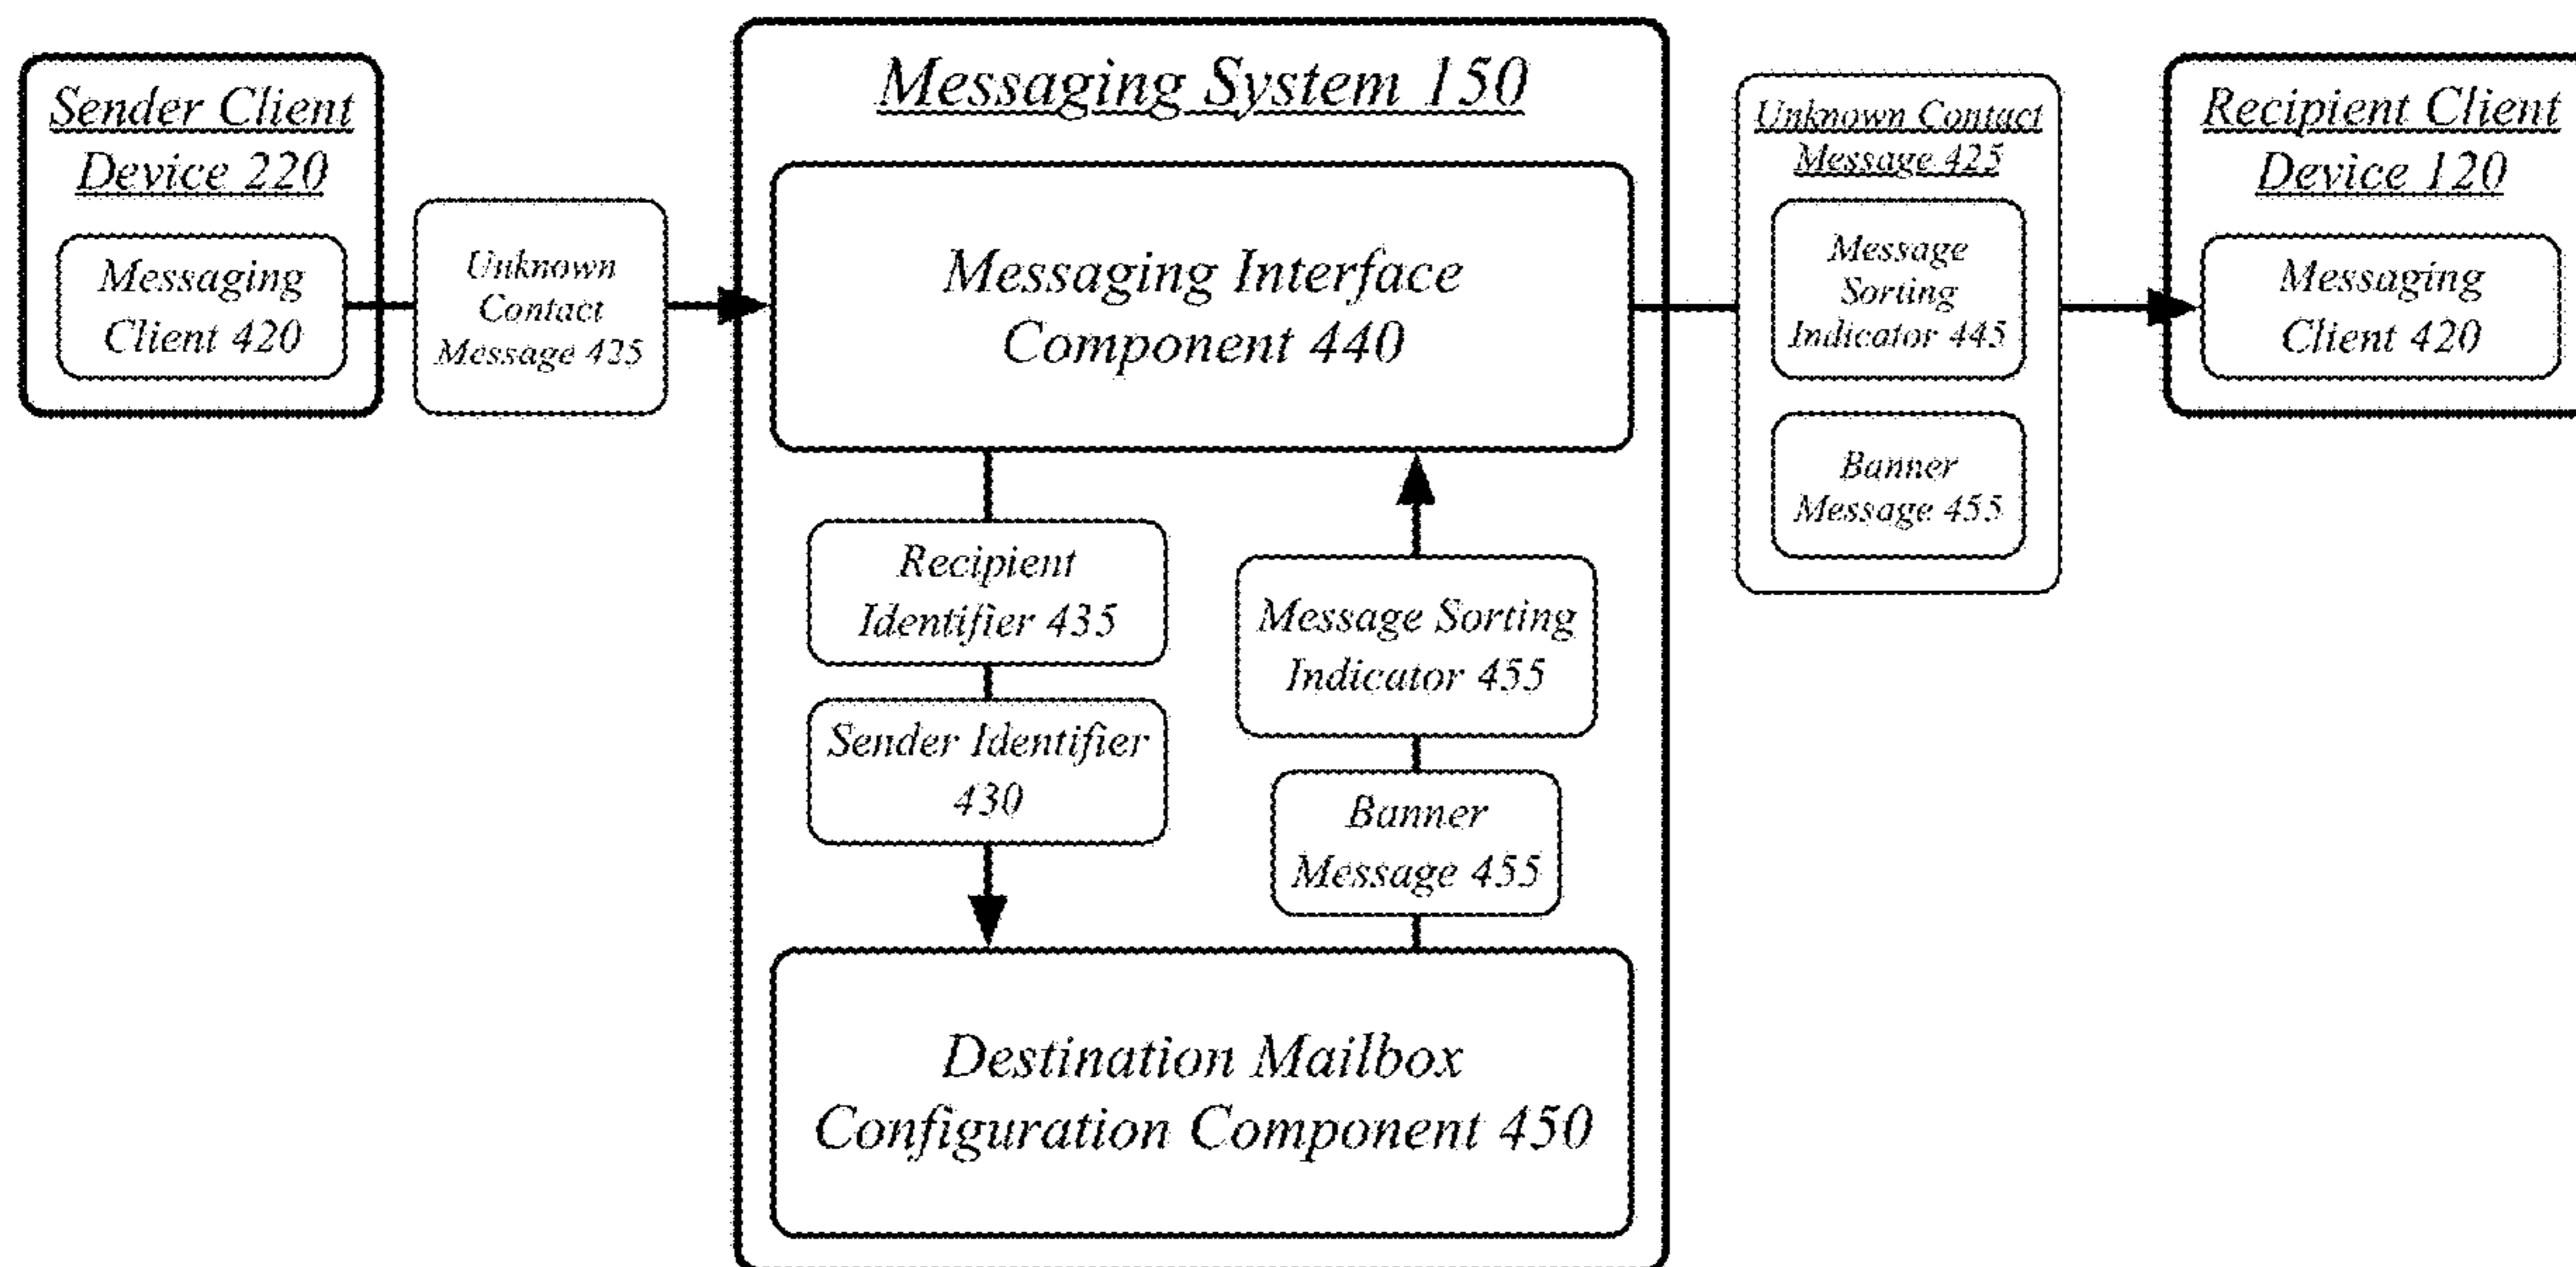 Sender Client
Device 220
Messaging
Client 420
Unknown
Contact
Message 425
Messaging System 150
Messaging Interface
Component 440
Recipient
Identifier 435
Sender Identifier
430
Message Sorting
Indicator 455
Banner
Message 455
Destination Mailbox
Configuration Component 450
Unknown Contact
Message 425
Message
Sorting
Indicator 445
Banner
Message 455
Recipient Client
Device 120
Messaging
Client 420